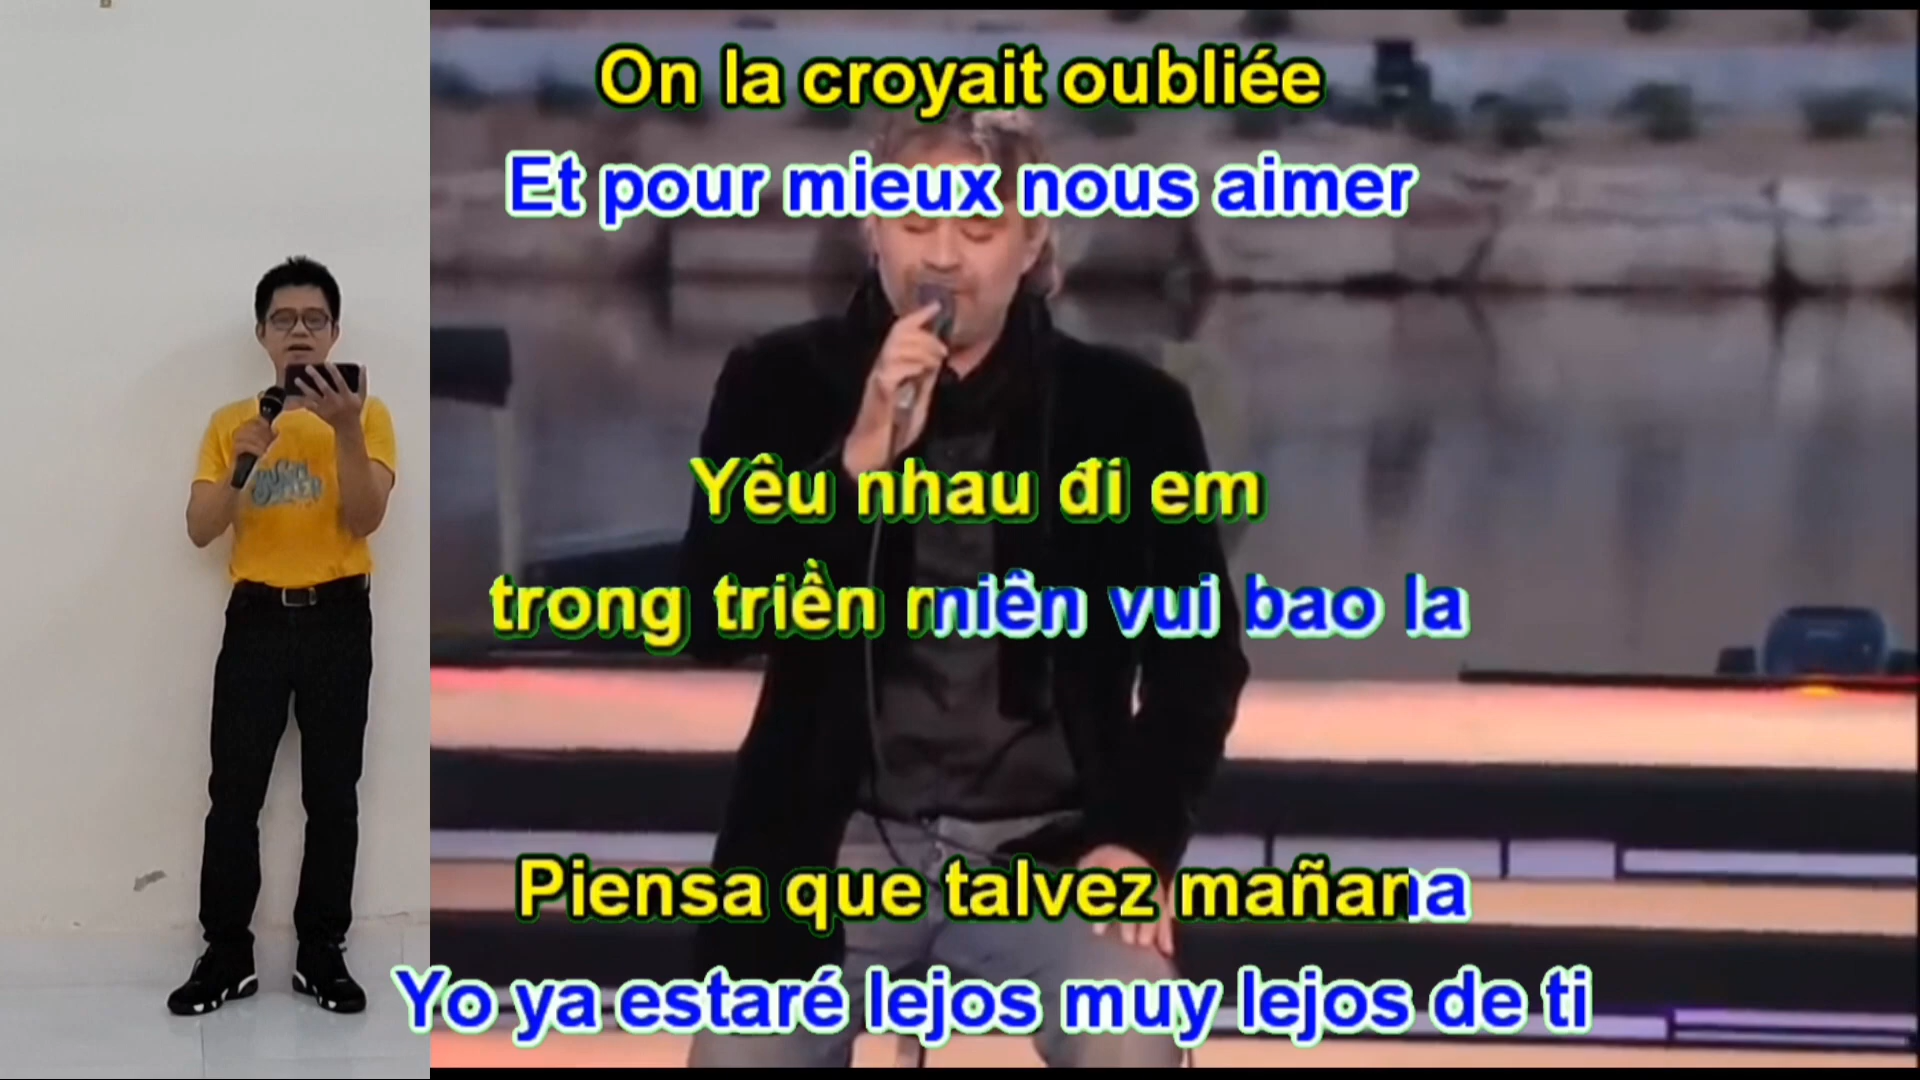 On la croyait oubliée
Et pour mieux nous aimer
Yêu nhau đi em
trong triền miên vui bao la
Piensa que talvez mañana
Yo ya estaré lejos muy lejos de ti